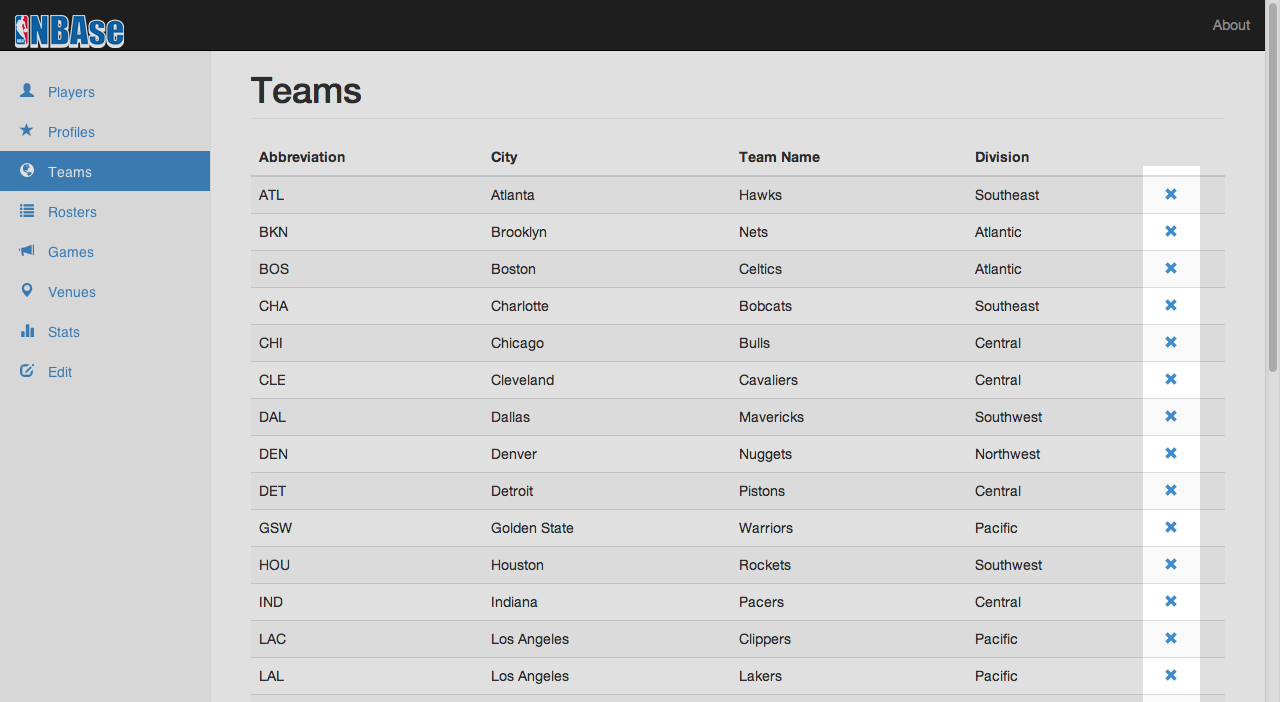 NBAse
About
Players
Profiles
Teams
Rosters
Games
Venues
Stats
Edit
Teams
Abbreviation City Team Name Division
ATL Atlanta Hawks Southeast
BKN Brooklyn Nets Atlantic
BOS Boston Celtics Atlantic
CHA Charlotte Bobcats Southeast
CHI Chicago Bulls Central
CLE Cleveland Cavaliers Central
DAL Dallas Mavericks Southwest
DEN Denver Nuggets Northwest
DET Detroit Pistons Central
GSW Golden State Warriors Pacific
HOU Houston Rockets Southwest
IND Indiana Pacers Central
LAC Los Angeles Clippers Pacific
LAL Los Angeles Lakers Pacific